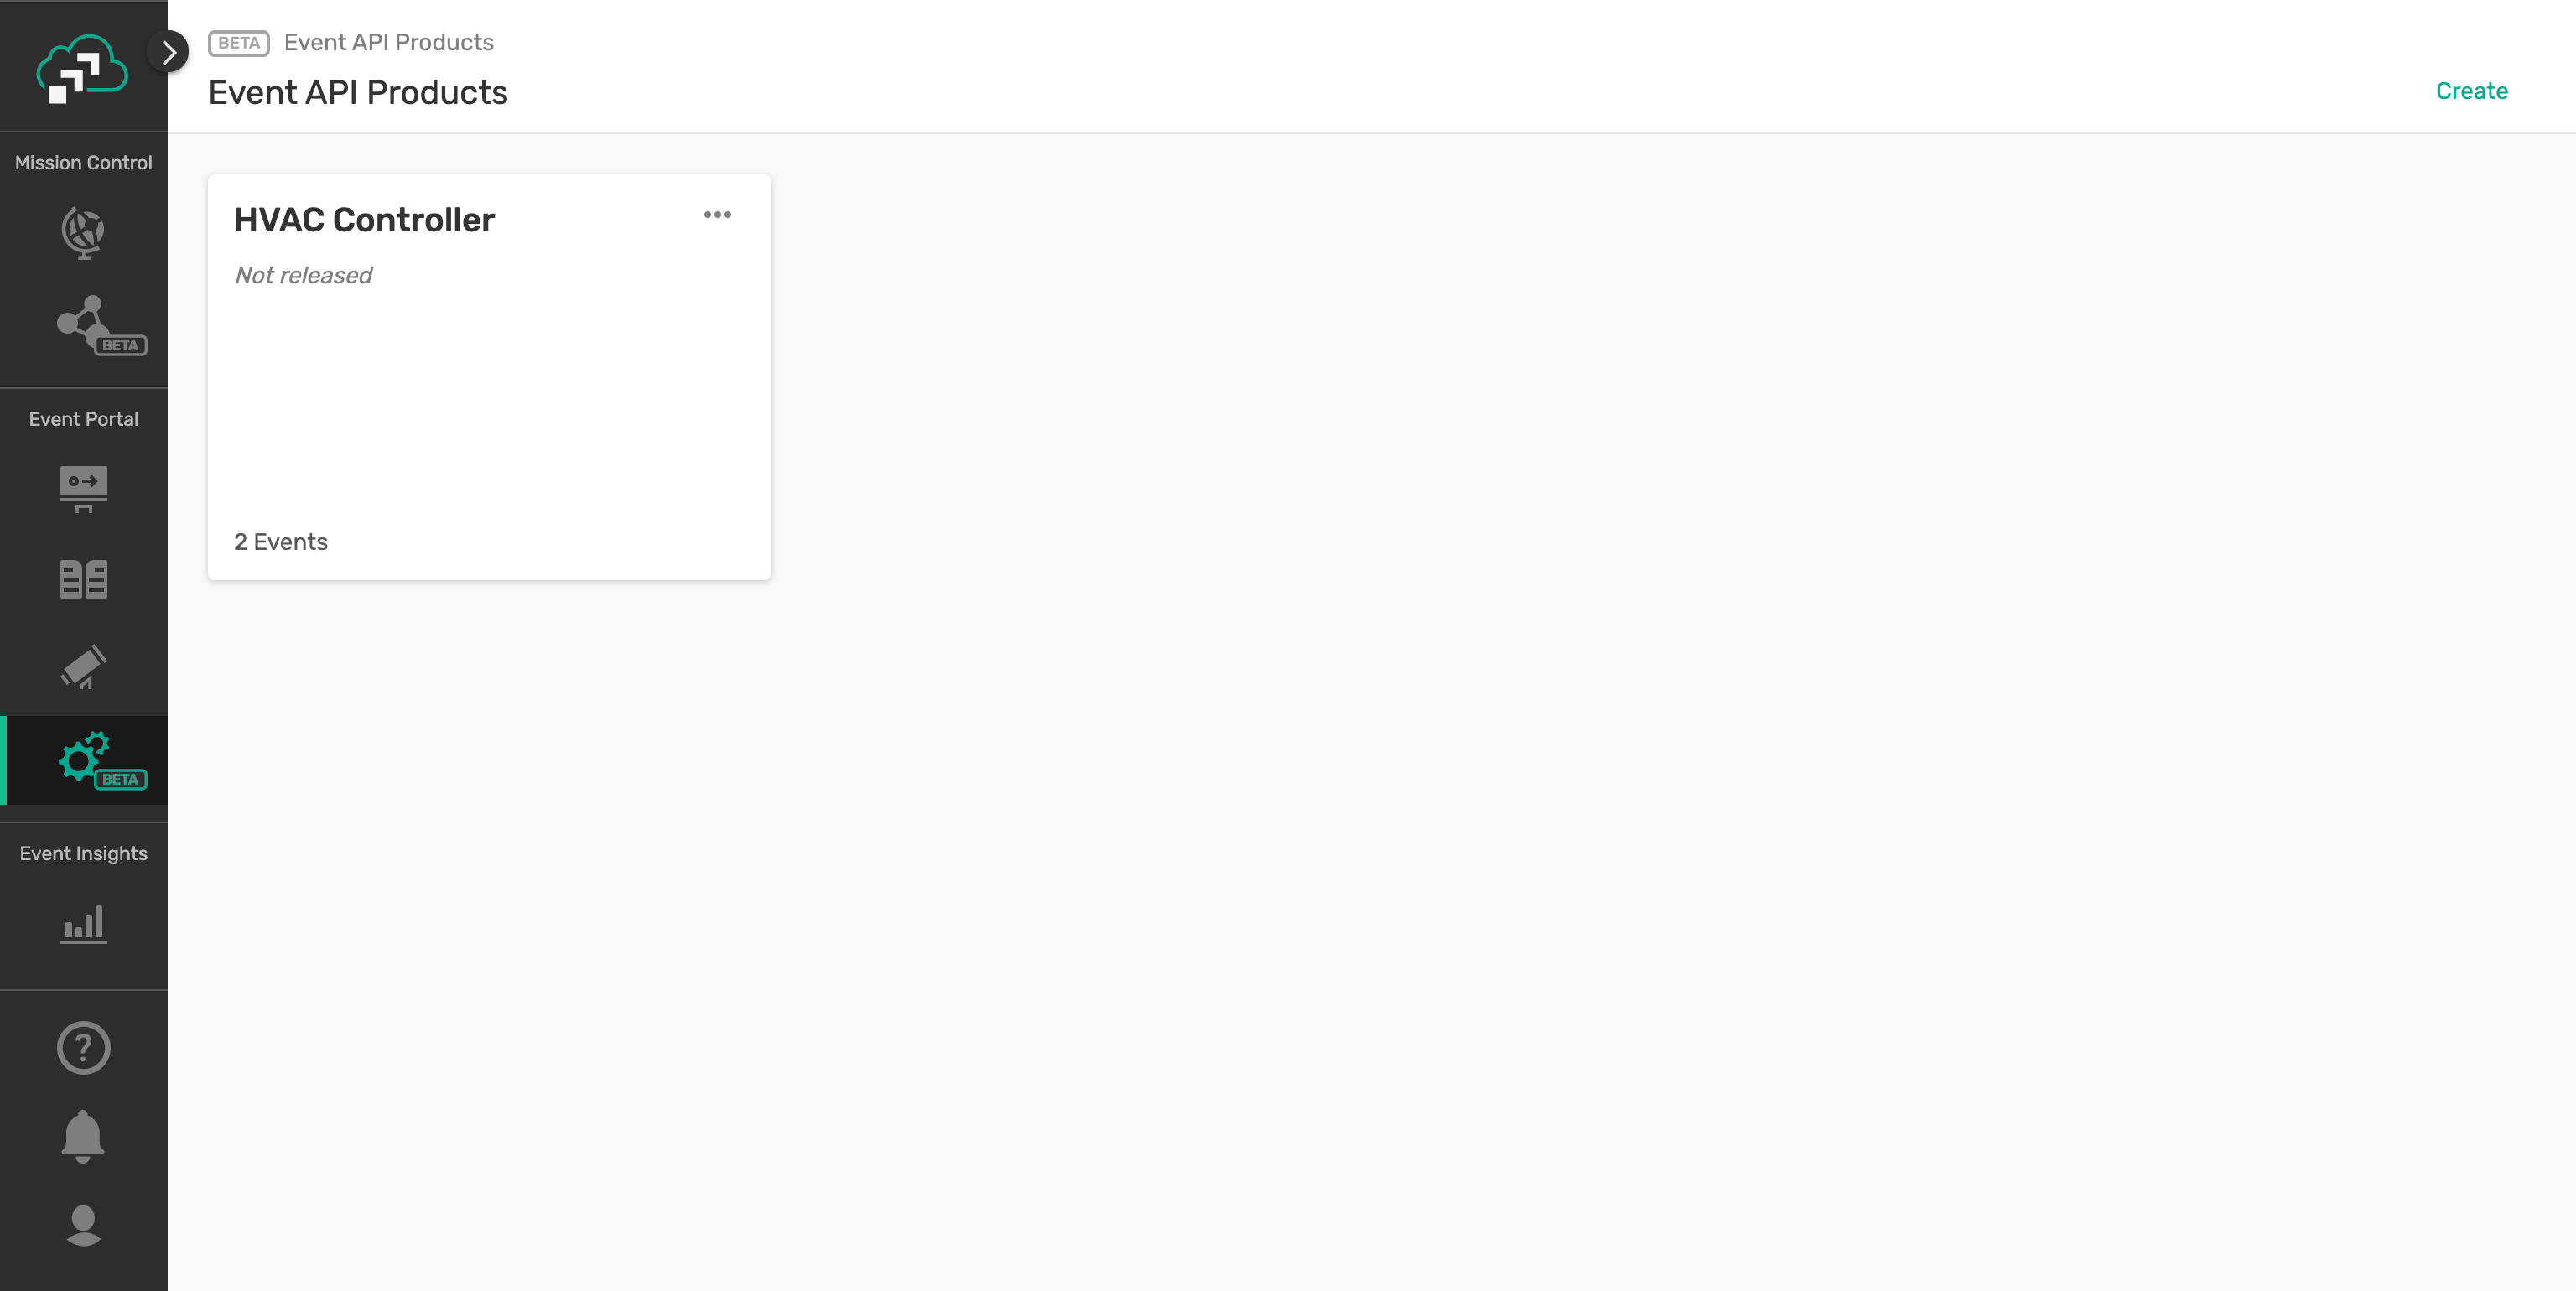 BETA Event API Products
Event API Products
Create
Mission Control
BETA
Event Portal
BETA
Event Insights
HVAC Controller
Not released
2 Events